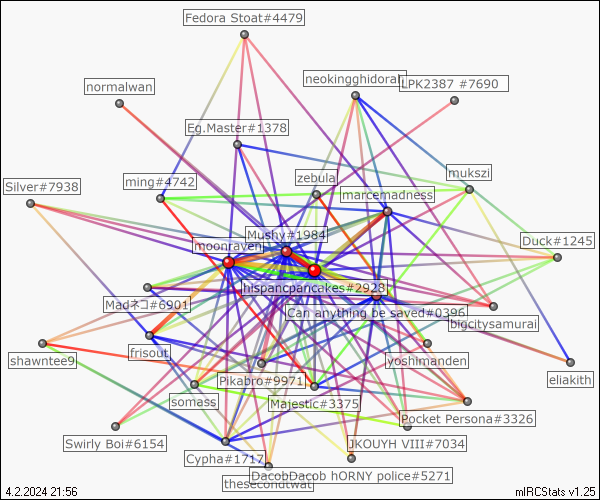 Fedora Stoat#4479
neokingghidorah
LPK2387 #7690
normalwan
Eg.Master#1378
zebula
mukszi
ming#4742
Silver#7938
marcemadness
Mushy#1984
moonraven
Duck#1245
hispancpancakes#2928
Madネコ#6901
Can anything be saved#0396
bigcitysamurai
frisout
shawntee9
yoshimanden
eliakith
Pikabro#9971
somass
Majestic#3375
Pocket Persona#3326
Swirly Boi#6154
JKOUYH VIII#7034
Cypha#1717
DacobDacob hORNY police#5271
thesecondtwat
4.2.2024 21:56
mIRCStats v1.25